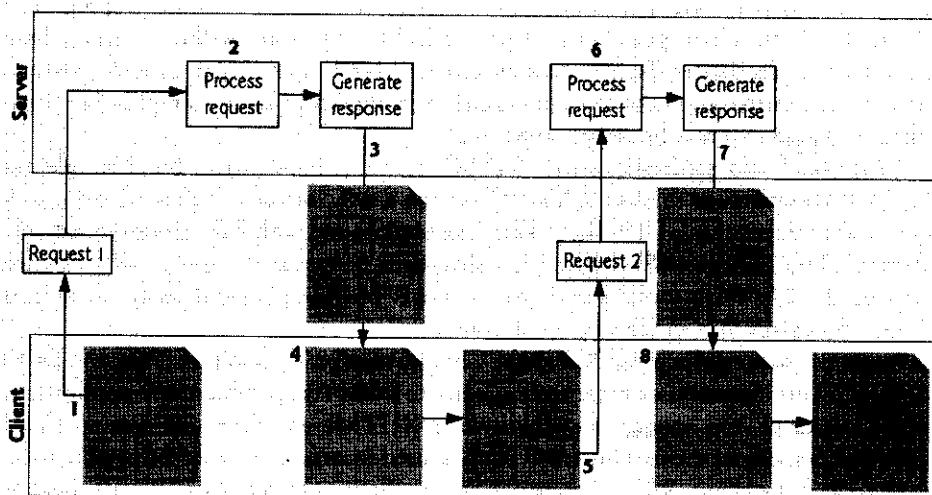 Server
2
Process
request
Generate
response
3
6
Process
request
Generate
response
7
Request 1
Request 2
Client
1
4
5
8